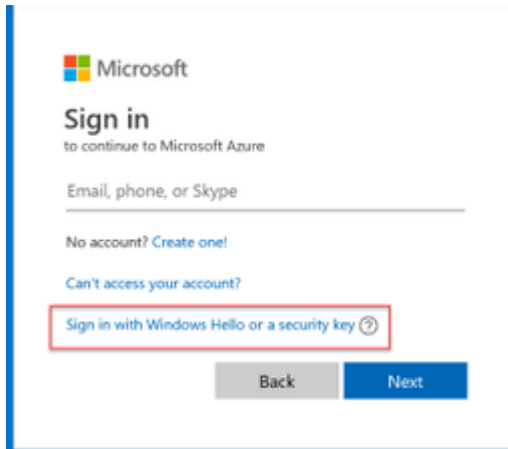 Microsoft
Sign in
to continue to Microsoft Azure
Email, phone, or Skype
No account? Create one!
Can't access your account?
Sign in with Windows Hello or a security key ?
Back Next